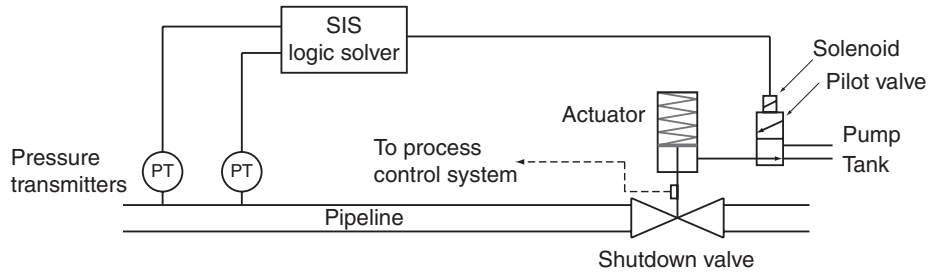 SIS
logic solver
Solenoid
Pilot valve
Actuator
Pump
Tank
To process
control system
Pressure
transmitters
PT
PT
Pipeline
Shutdown valve